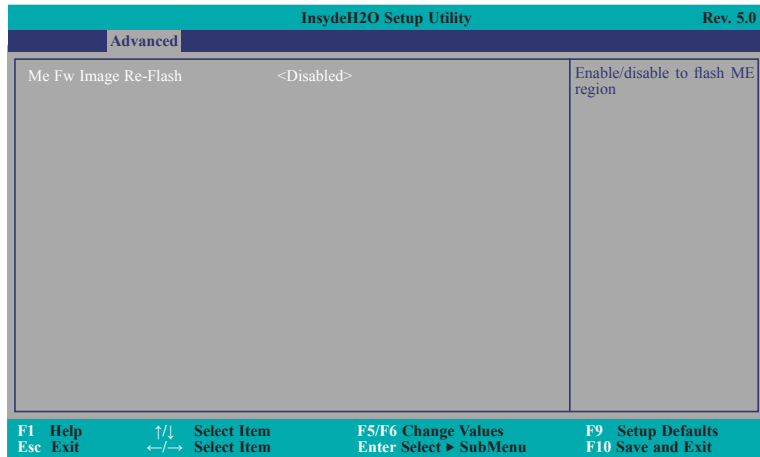 InsydeH2O Setup Utility Rev. 5.0
Advanced
Me Fw Image Re-Flash <Disabled>
Enable/disable to flash ME
region
F1 Help ↑/↓ Select Item F5/F6 Change Values F9 Setup Defaults
Esc Exit ←/→ Select Item Enter Select ► SubMenu F10 Save and Exit